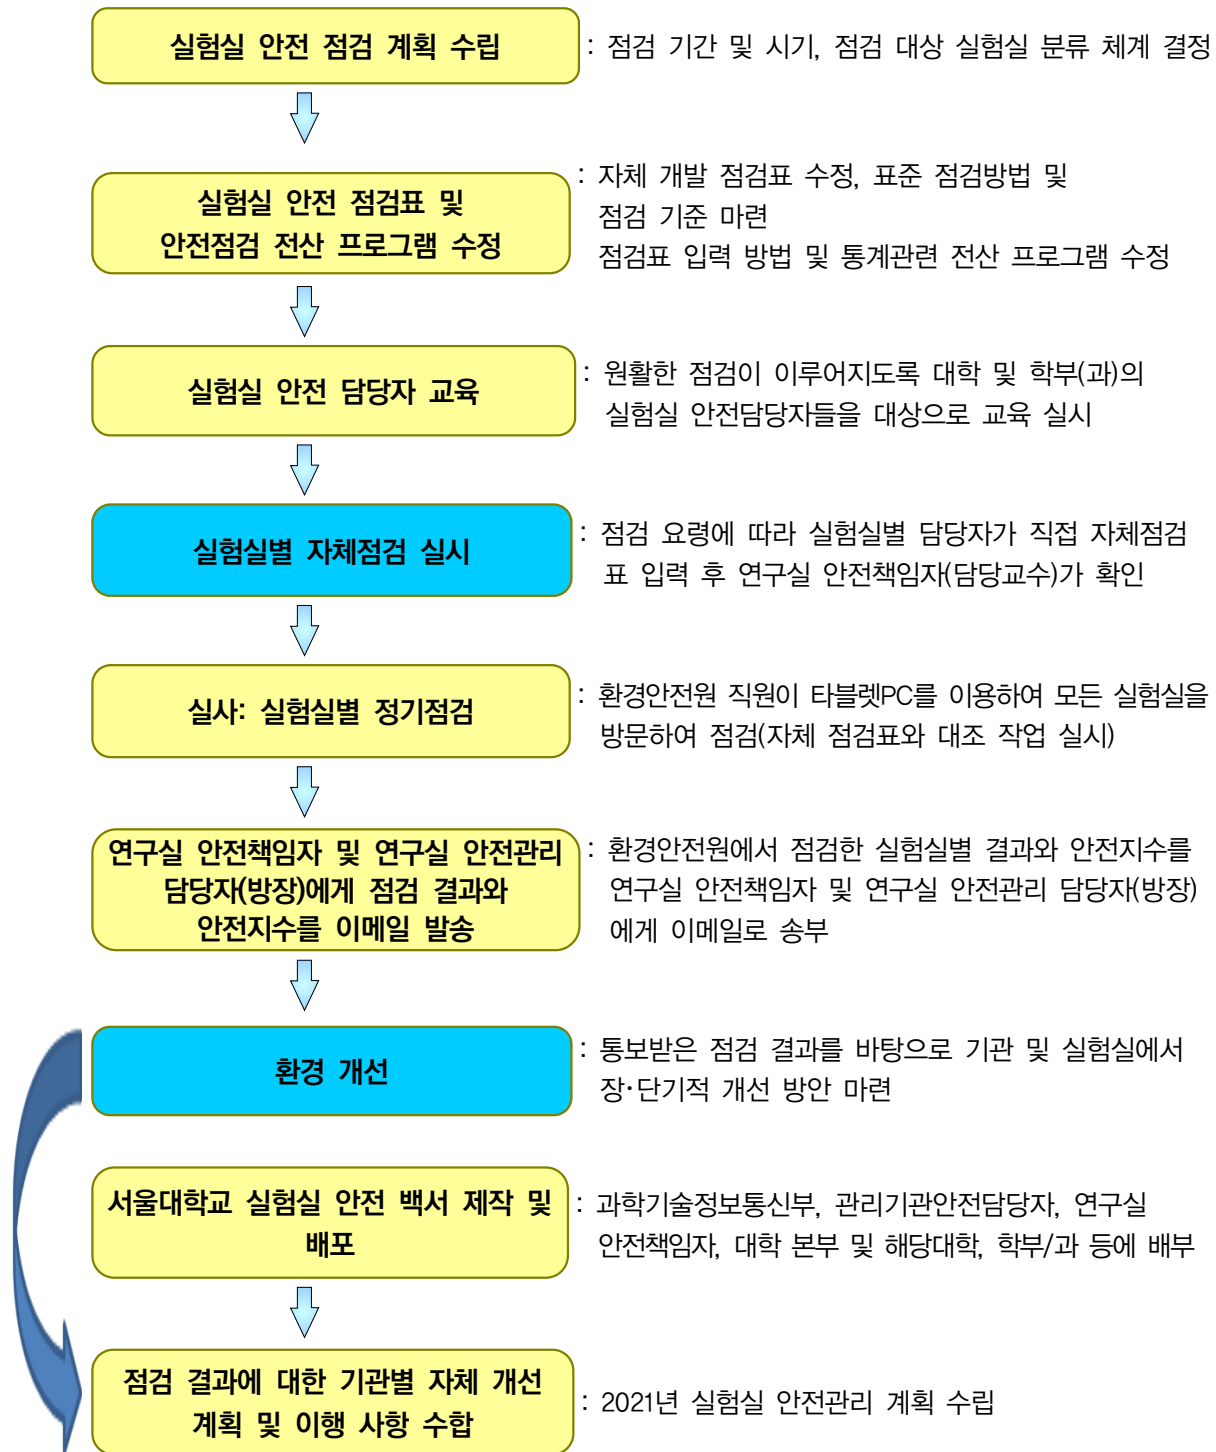 실험실 안전 점검 계획 수립
: 점검 기간 및 시기, 점검 대상 실험실 분류 체계 결정
실험실 안전 점검표 및
안전점검 전산 프로그램 수정
: 자체 개발 점검표 수정, 표준 점검방법 및
점검 기준 마련
점검표 입력 방법 및 통계관련 전산 프로그램 수정
실험실 안전 담당자 교육
: 원활한 점검이 이루어지도록 대학 및 학부(과)의
실험실 안전담당자들을 대상으로 교육 실시
실험실별 자체점검 실시
: 점검 요령에 따라 실험실별 담당자가 직접 자체점검
표 입력 후 연구실 안전책임자(담당교수)가 확인
실사: 실험실별 정기점검
: 환경안전원 직원이 타블렛PC를 이용하여 모든 실험실을
방문하여 점검(자체 점검표와 대조 작업 실시)
연구실 안전책임자 및 연구실 안전관리
담당자(방장)에게 점검 결과와
안전지수를 이메일 발송
: 환경안전원에서 점검한 실험실별 결과와 안전지수를
연구실 안전책임자 및 연구실 안전관리 담당자(방장)
에게 이메일로 송부
환경 개선
: 통보받은 점검 결과를 바탕으로 기관 및 실험실에서
장·단기적 개선 방안 마련
서울대학교 실험실 안전 백서 제작 및
배포
: 과학기술정보통신부, 관리기관안전담당자, 연구실
안전책임자, 대학 본부 및 해당대학, 학부/과 등에 배부
점검 결과에 대한 기관별 자체 개선
계획 및 이행 사항 수합
: 2021년 실험실 안전관리 계획 수립